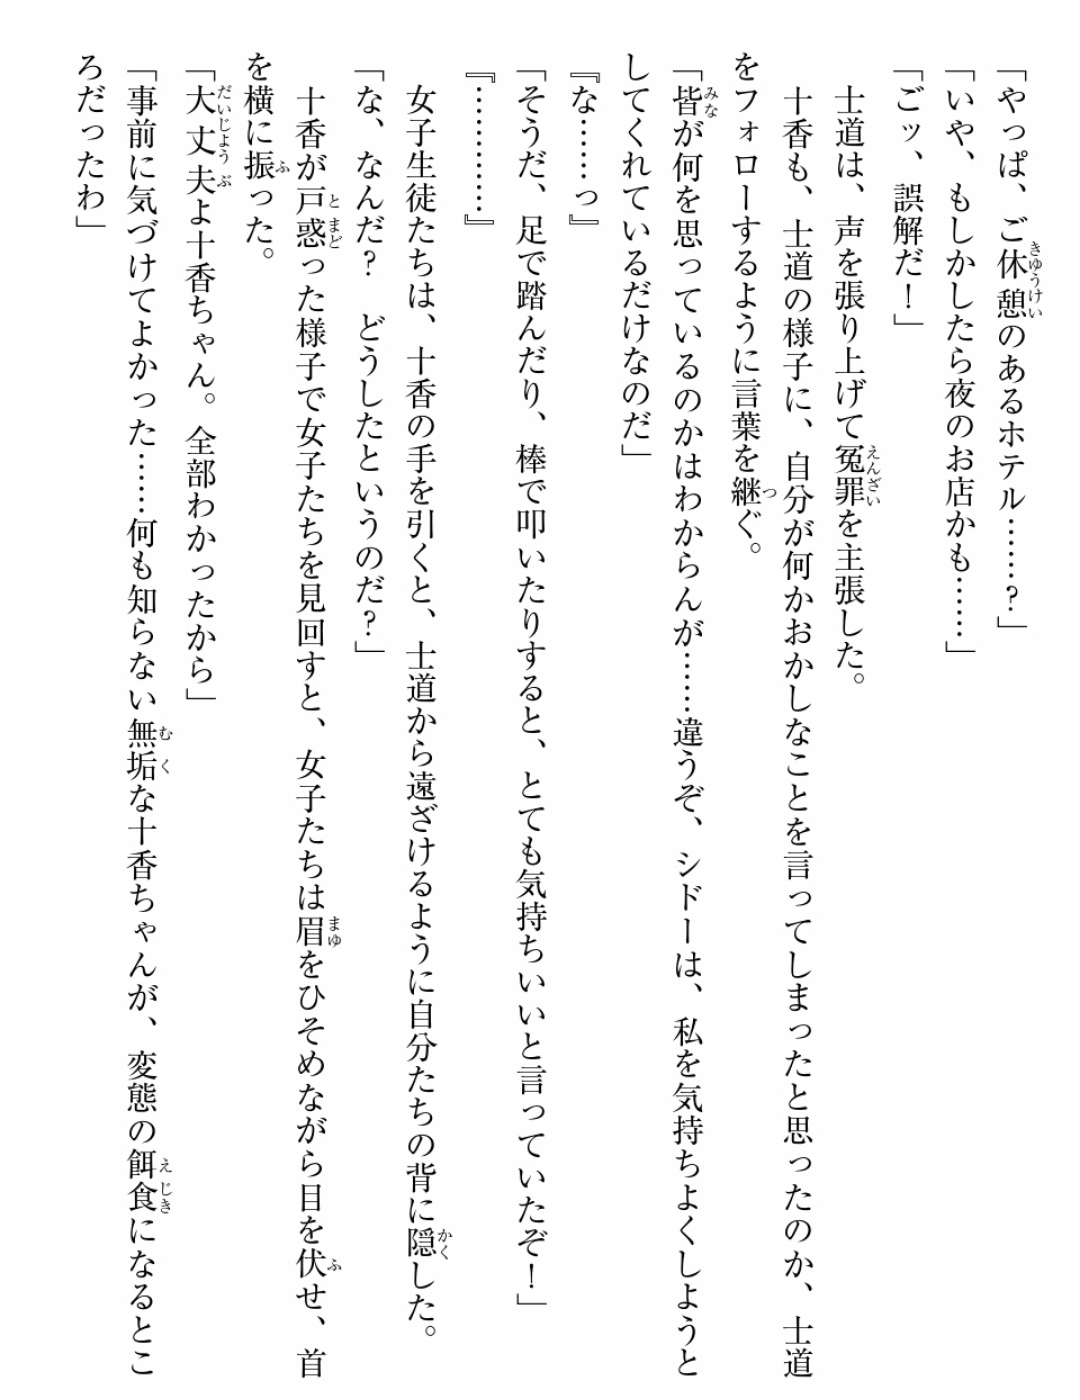 「やっぱ、ご休憩のあるホテル……？」
「いや、もしかしたら夜のお店かも……」
「ごッ、誤解だ！」
士道は、声を張り上げて冤罪を主張した。
十香も、士道の様子に、自分が何かおかしなことを言ってしまったと思ったのか、士道
をフォローするように言葉を継ぐ。
「皆が何を思っているのかはわからんが……違うぞ、シドーは、私を気持ちよくしようと
してくれているだけなのだ」
『な……っ』
「そうだ、足で踏んだり、棒で叩いたりすると、とても気持ちいいと言っていたぞ！」
『…………』
女子生徒たちは、十香の手を引くと、士道から遠ざけるように自分たちの背に隠した。
「な、なんだ？　どうしたというのだ？」
十香が戸惑った様子で女子たちを見回すと、女子たちは眉をひそめながら目を伏せ、首
を横に振った。
「大丈夫よ十香ちゃん。全部わかったから」
「事前に気づけてよかった……何も知らない無垢な十香ちゃんが、変態の餌食になるとこ
ろだったわ」